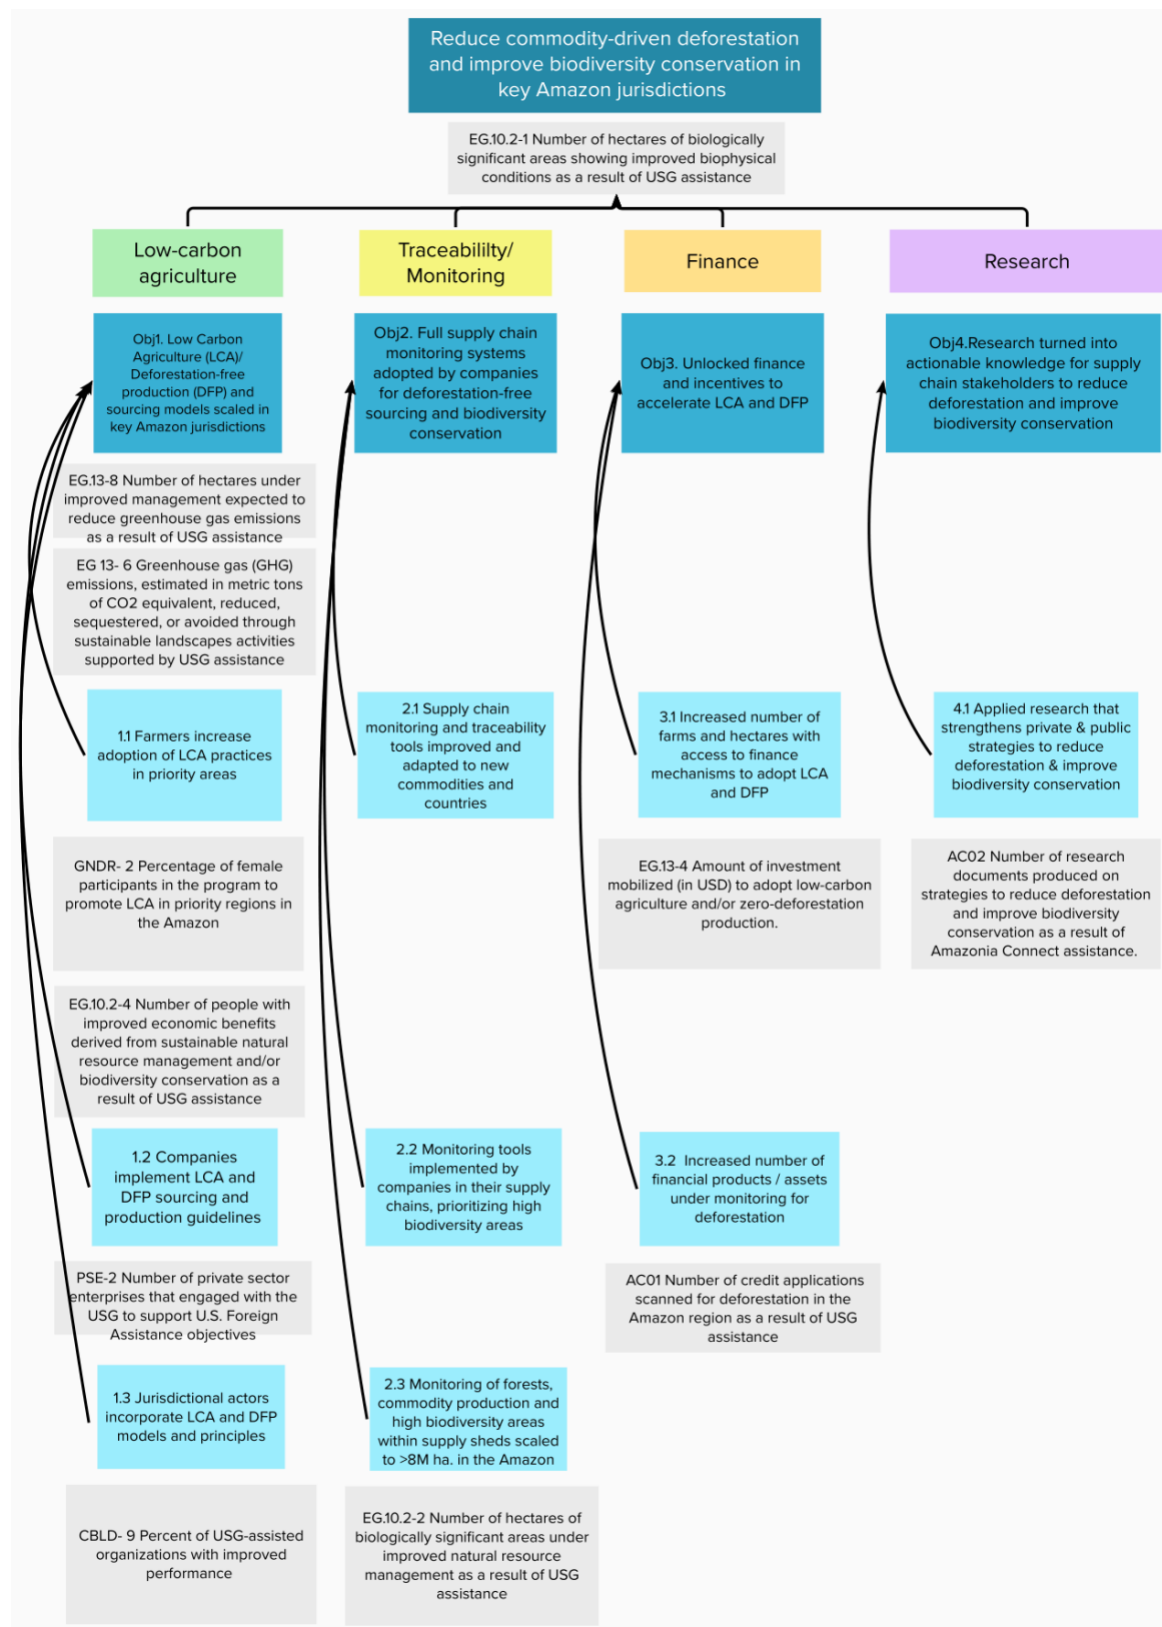 Reduce commodity-driven deforestation
and improve biodiversity conservation in
key Amazon jurisdictions
EG.10.2-1 Number of hectares of biologically
significant areas showing improved biophysical
conditions as a result of USG assistance
Low-carbon
agriculture
Traceabililty/
Monitoring
Finance
Research
Obj1. Low Carbon
Agriculture (LCA)/
Deforestation-free
production (DFP) and
sourcing models scaled in
key Amazon jurisdictions
Obj2. Full supply chain
monitoring systems
adopted by companies
for deforestation-free
sourcing and biodiversity
conservation
Obj3. Unlocked finance
and incentives to
accelerate LCA and DFP
Obj4.Research turned into
actionable knowledge for supply
chain stakeholders to reduce
deforestation and improve
biodiversity conservation
EG.13-8 Number of hectares under
improved management expected to
reduce greenhouse gas emissions
as a result of USG assistance
EG 13- 6 Greenhouse gas (GHG)
emissions, estimated in metric tons
of CO2 equivalent, reduced,
sequestered, or avoided through
sustainable landscapes activities
supported by USG assistance
1.1 Farmers increase
adoption of LCA practices
in priority areas
2.1 Supply chain
monitoring and traceability
tools improved and
adapted to new
commodities and
countries
3.1 Increased number of
farms and hectares with
access to finance
mechanisms to adopt LCA
and DFP
4.1 Applied research that
strengthens private & public
strategies to reduce
deforestation & improve
biodiversity conservation
GNDR- 2 Percentage of female
participants in the program to
promote LCA in priority regions in
the Amazon
EG.13-4 Amount of investment
mobilized (in USD) to adopt low-carbon
agriculture and/or zero-deforestation
production.
AC02 Number of research
documents produced on
strategies to reduce deforestation
and improve biodiversity
conservation as a result of
Amazonia Connect assistance.
EG.10.2-4 Number of people with
improved economic benefits
derived from sustainable natural
resource management and/or
biodiversity conservation as a
result of USG assistance
1.2 Companies
implement LCA and
DFP sourcing and
production guidelines
2.2 Monitoring tools
implemented by
companies in their supply
chains, prioritizing high
biodiversity areas
3.2 Increased number of
financial products / assets
under monitoring for
deforestation
PSE-2 Number of private sector
enterprises that engaged with the
USG to support U.S. Foreign
Assistance objectives
AC01 Number of credit applications
scanned for deforestation in the
Amazon region as a result of USG
assistance
1.3 Jurisdictional actors
incorporate LCA and DFP
models and principles
2.3 Monitoring of forests,
commodity production and
high biodiversity areas
within supply sheds scaled
to >8M ha. in the Amazon
CBLD- 9 Percent of USG-assisted
organizations with improved
performance
EG.10.2-2 Number of hectares of
biologically significant areas under
improved natural resource
management as a result of USG
assistance